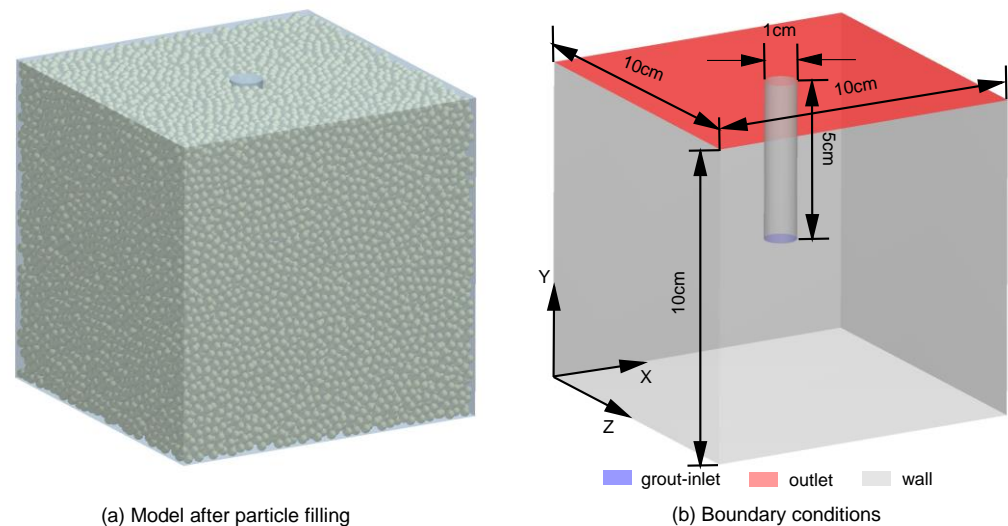 1cm
10cm
10cm
5cm
10cm
Y
X
Z
grout-inlet outlet wall
(a) Model after particle filling
(b) Boundary conditions